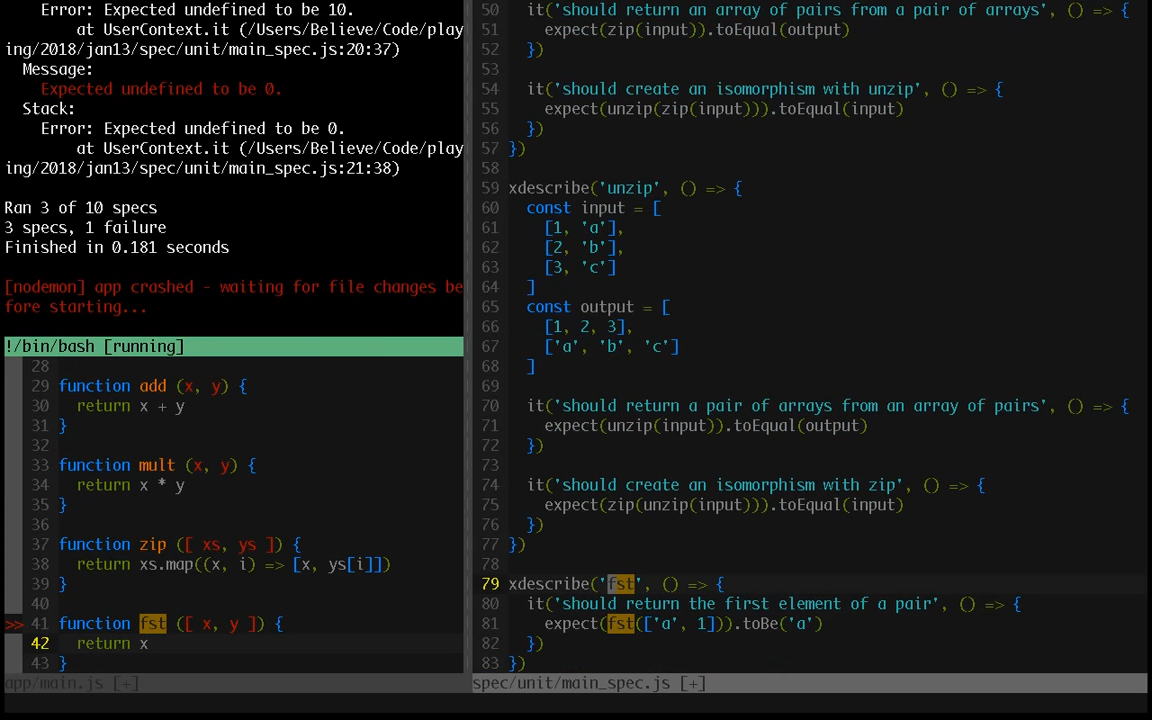 Error: Expected undefined to be 10.
at UserContext.it (/Users/Believe/Code/play
ing/2018/jan13/spec/unit/main_spec.js:20:37)
Message:
Expected undefined to be 0.
Stack:
Error: Expected undefined to be 0.
at UserContext.it (/Users/Believe/Code/play
ing/2018/jan13/spec/unit/main_spec.js:21:38)
Ran 3 of 10 specs
3 specs, 1 failure
Finished in 0.181 seconds
[nodemon] app crashed - waiting for file changes be
fore starting...
!/bin/bash [running]
28
29 function add (x, y) {
30 return x + y
31 }
32
33 function mult (x, y) {
34 return x * y
35 }
36
37 function zip ([ xs, ys ]) {
38 return xs.map((x, i) => [x, ys[i]])
39 }
40
>> 41 function fst ([ x, y ]) {
42 return x
43 }
app/main.js [+]
50 it('should return an array of pairs from a pair of arrays', () => {
51 expect(zip(input)).toEqual(output)
52 })
53
54 it('should create an isomorphism with unzip', () => {
55 expect(unzip(zip(input))).toEqual(input)
56 })
57 })
58
59 xdescribe('unzip', () => {
60 const input = [
61 [1, 'a'],
62 [2, 'b'],
63 [3, 'c']
64 ]
65 const output = [
66 [1, 2, 3],
67 ['a', 'b', 'c']
68 ]
69
70 it('should return a pair of arrays from an array of pairs', () => {
71 expect(unzip(input)).toEqual(output)
72 })
73
74 it('should create an isomorphism with zip', () => {
75 expect(zip(unzip(input))).toEqual(input)
76 })
77 })
78
79 xdescribe('fst', () => {
80 it('should return the first element of a pair', () => {
81 expect(fst(['a', 1])).toBe('a')
82 })
83 })
spec/unit/main_spec.js [+]